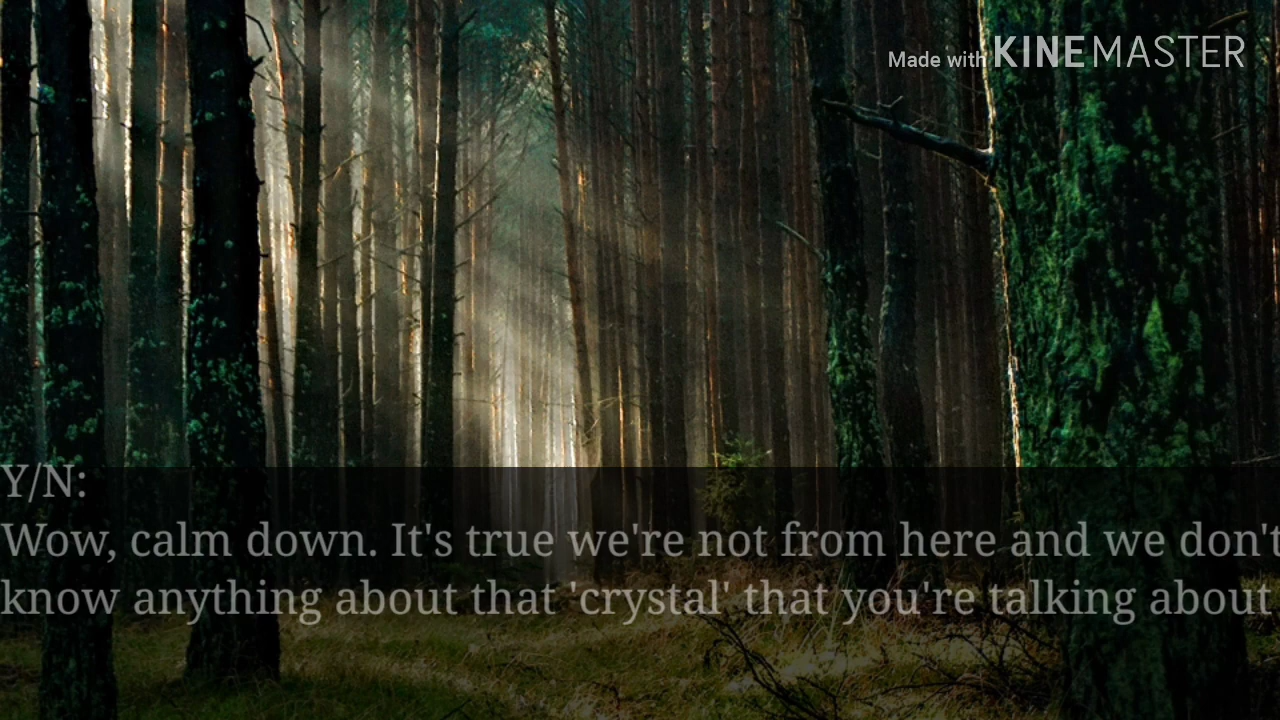 Made with KINEMASTER
Y/N:
Wow, calm down. It's true we're not from here and we don't
know anything about that 'crystal' that you're talking about